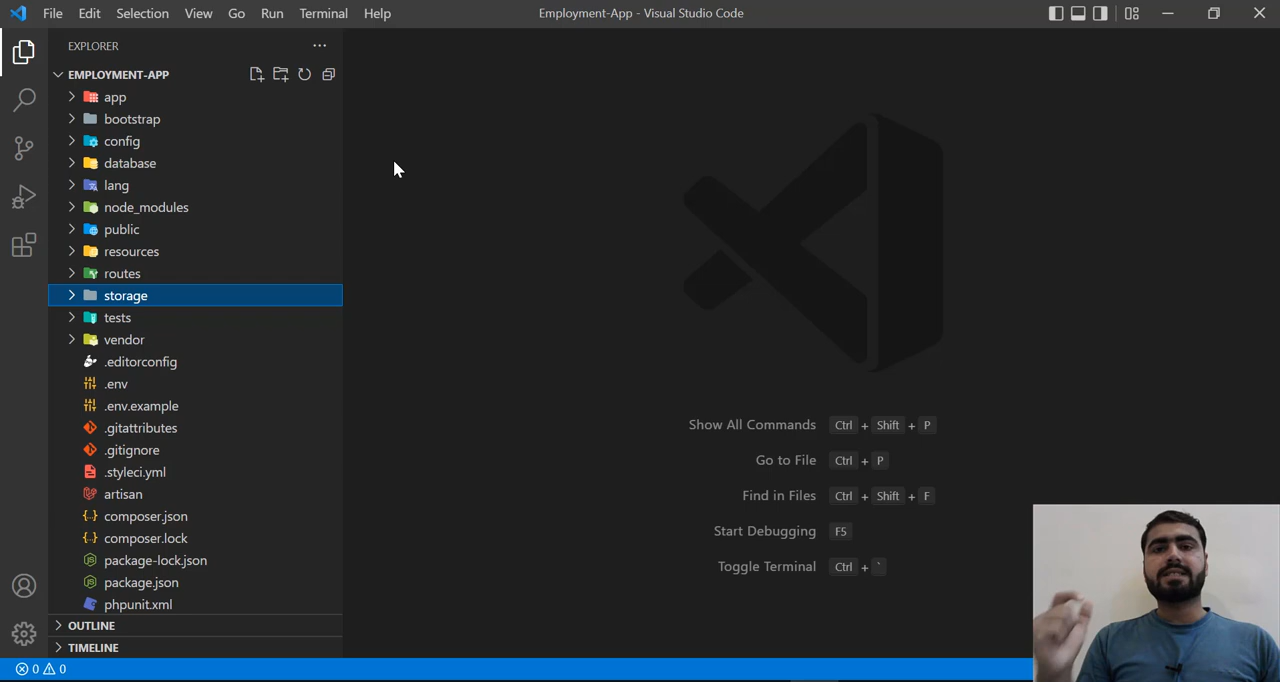 File Edit Selection View Go Run Terminal Help
Employment-App - Visual Studio Code
EXPLORER
EMPLOYMENT-APP
app
bootstrap
config
database
lang
node_modules
public
resources
routes
storage
tests
vendor
.editorconfig
.env
.env.example
.gitattributes
.gitignore
.styleci.yml
artisan
composer.json
composer.lock
package-lock.json
package.json
phpunit.xml
OUTLINE
TIMELINE
0 0
Show All Commands Ctrl + Shift + P
Go to File Ctrl + P
Find in Files Ctrl + Shift + F
Start Debugging F5
Toggle Terminal Ctrl + `